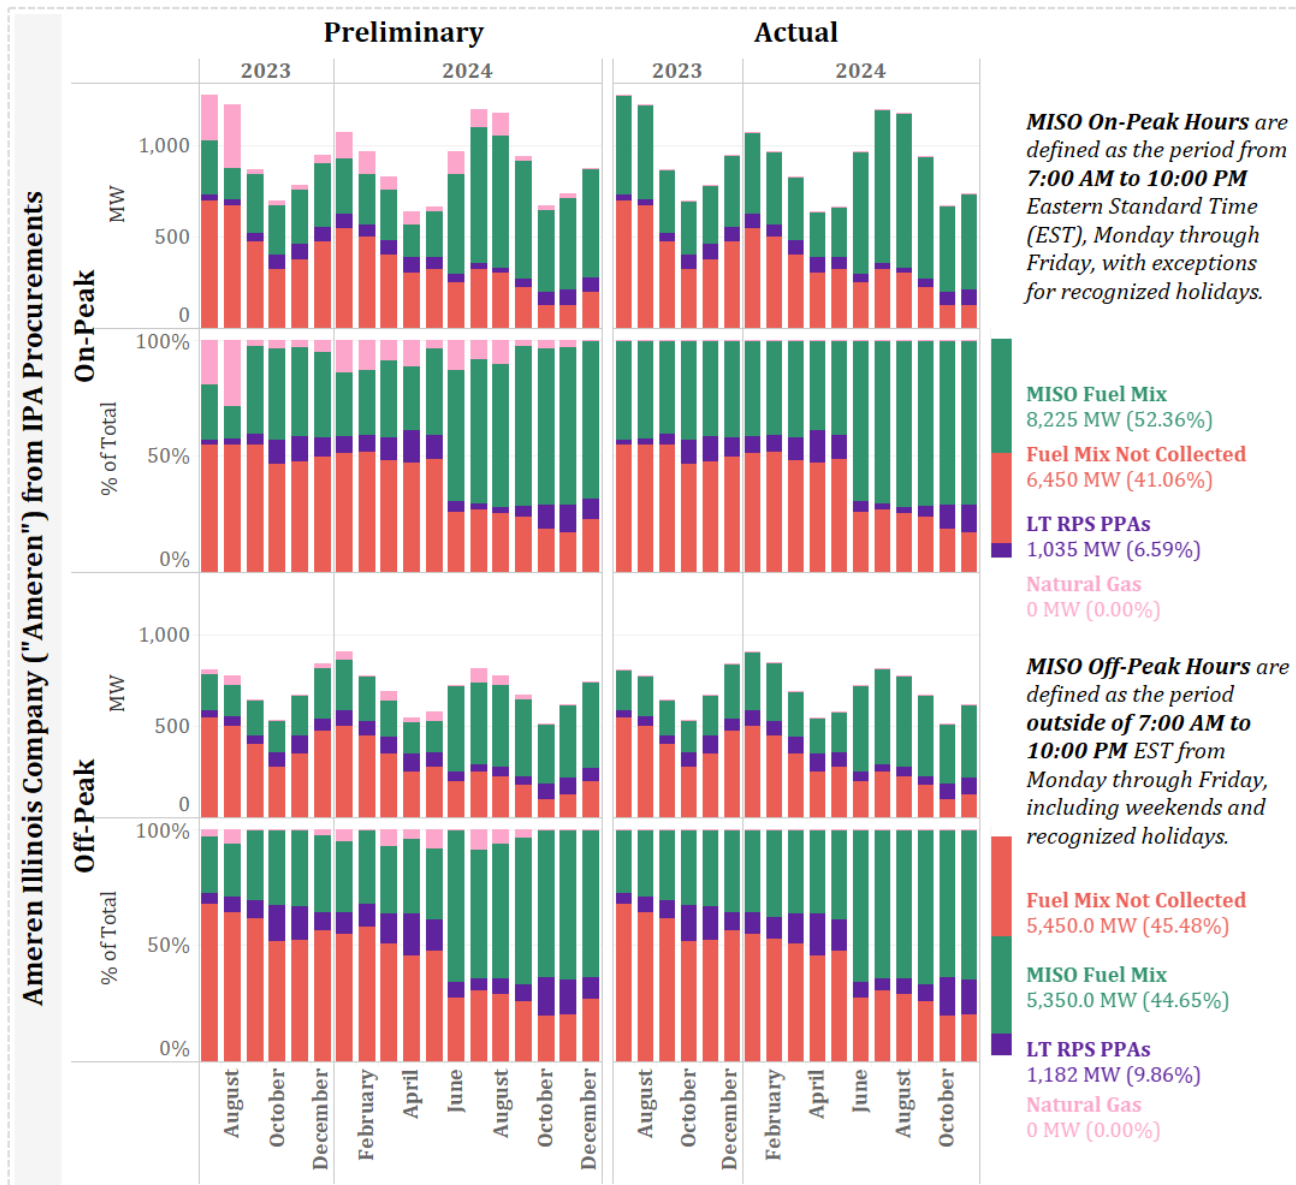 Ameren Illinois Company ("Ameren") from IPA Procurements
Preliminary
Actual
2023
2024
2023
2024
On-Peak
MW
1,000
500
0
% of Total
100%
50%
0%
Off-Peak
MW
1,000
500
0
% of Total
100%
50%
0%
August
October
December
February
April
June
August
October
December
August
October
December
February
April
June
August
October
MISO On-Peak Hours are
defined as the period from
7:00 AM to 10:00 PM
Eastern Standard Time
(EST), Monday through
Friday, with exceptions
for recognized holidays.
MISO Fuel Mix
8,225 MW (52.36%)
Fuel Mix Not Collected
6,450 MW (41.06%)
LT RPS PPAs
1,035 MW (6.59%)
Natural Gas
0 MW (0.00%)
MISO Off-Peak Hours are
defined as the period
outside of 7:00 AM to
10:00 PM EST from
Monday through Friday,
including weekends and
recognized holidays.
Fuel Mix Not Collected
5,450.0 MW (45.48%)
MISO Fuel Mix
5,350.0 MW (44.65%)
LT RPS PPAs
1,182 MW (9.86%)
Natural Gas
0 MW (0.00%)